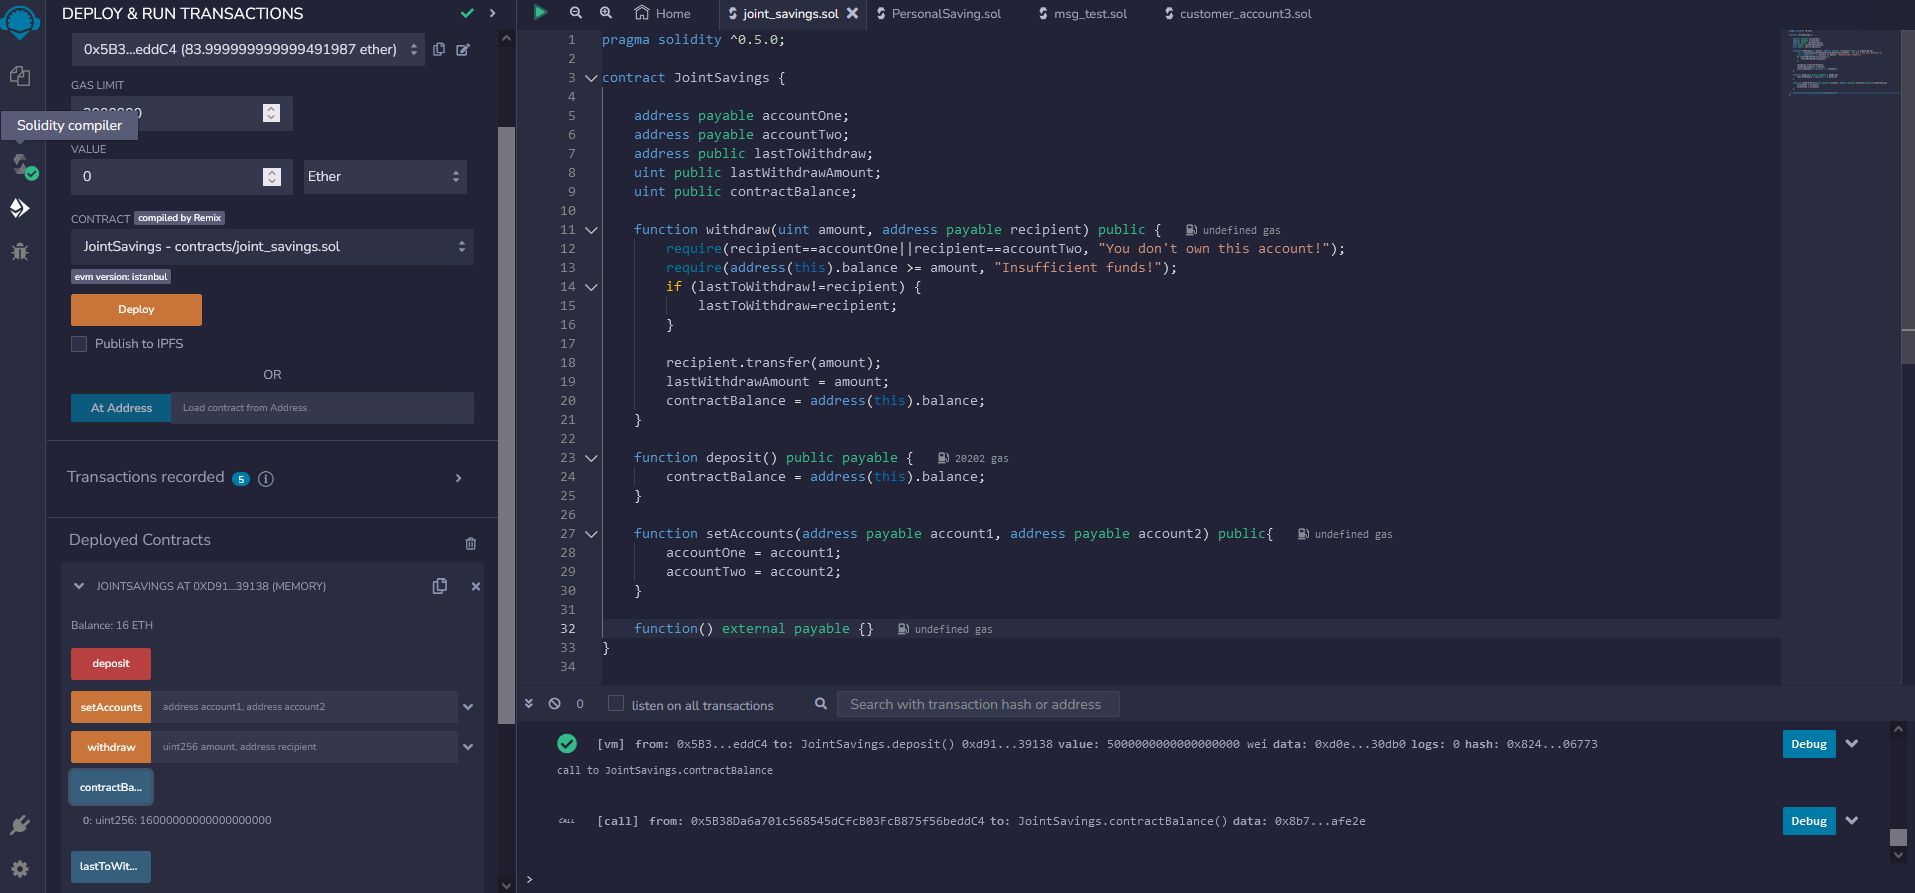 DEPLOY & RUN TRANSACTIONS
0x5B3...eddC4 (83.999999999999491987 ether)
GAS LIMIT
Solidity compiler
VALUE
0
Ether
CONTRACT compiled by Remix
JointSavings - contracts/joint_savings.sol
evm version: istanbul
Deploy
Publish to IPFS
OR
At Address
Load contract from Address
Transactions recorded 5 i
Deployed Contracts
JOINTSAVINGS AT 0XD91...39138 (MEMORY)
Balance: 16 ETH
deposit
setAccounts
address account1, address account2
withdraw
uint256 amount, address recipient
contractBa...
0: uint256: 16000000000000000000
lastToWit...
Home
joint_savings.sol
PersonalSaving.sol
msg_test.sol
customer_account3.sol
1 pragma solidity ^0.5.0;
2
3 contract JointSavings {
4
5 address payable accountOne;
6 address payable accountTwo;
7 address public lastToWithdraw;
8 uint public lastWithdrawAmount;
9 uint public contractBalance;
10
11 function withdraw(uint amount, address payable recipient) public { undefined gas
12 require(recipient==accountOne||recipient==accountTwo, "You don't own this account!");
13 require(address(this).balance >= amount, "Insufficient funds!");
14 if (lastToWithdraw!=recipient) {
15 lastToWithdraw=recipient;
16 }
17
18 recipient.transfer(amount);
19 lastWithdrawAmount = amount;
20 contractBalance = address(this).balance;
21 }
22
23 function deposit() public payable { 20202 gas
24 contractBalance = address(this).balance;
25 }
26
27 function setAccounts(address payable account1, address payable account2) public{ undefined gas
28 accountOne = account1;
29 accountTwo = account2;
30 }
31
32 function() external payable {} undefined gas
33 }
34
0
listen on all transactions
Search with transaction hash or address
[vm] from: 0x5B3...eddC4 to: JointSavings.deposit() 0xd91...39138 value: 5000000000000000000 wei data: 0xd0e...30db0 logs: 0 hash: 0x824...06773
Debug
call to JointSavings.contractBalance
CALL [call] from: 0x5B38Da6a701c568545dCfcB03FcB875f56beddC4 to: JointSavings.contractBalance() data: 0x8b7...afe2e
Debug
>